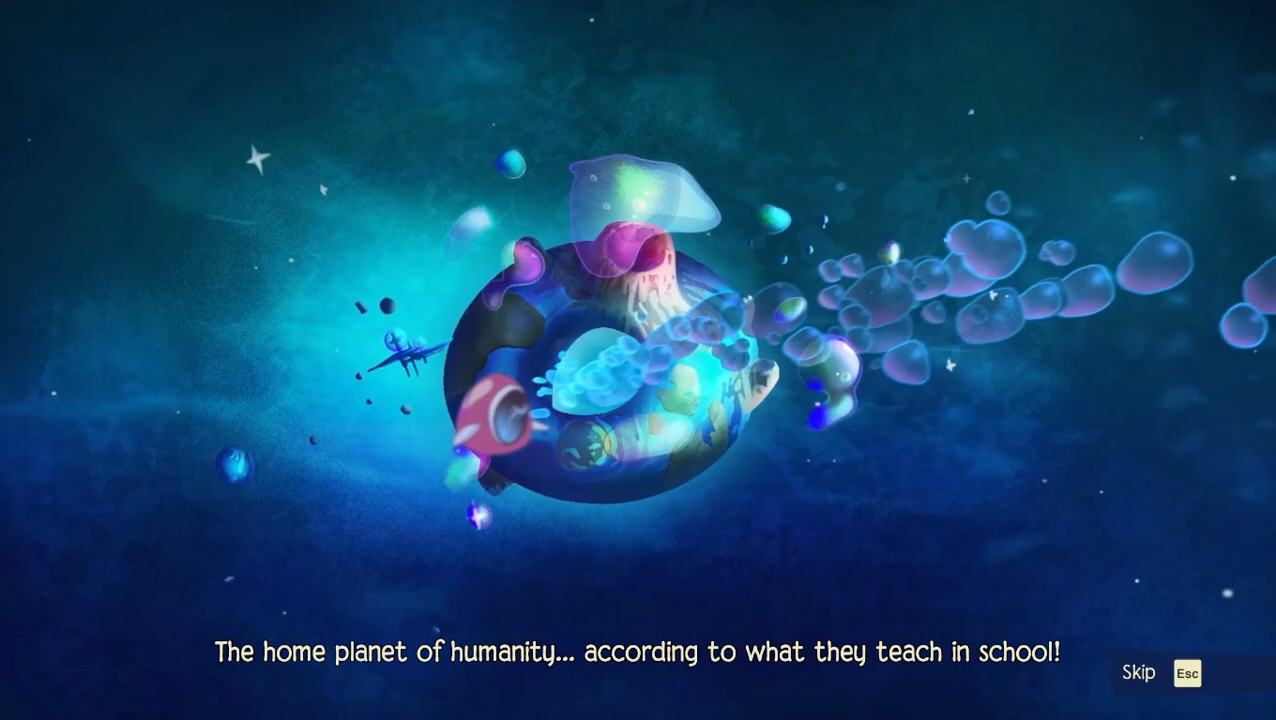 The home planet of humanity... according to what they teach in school!
Skip Esc